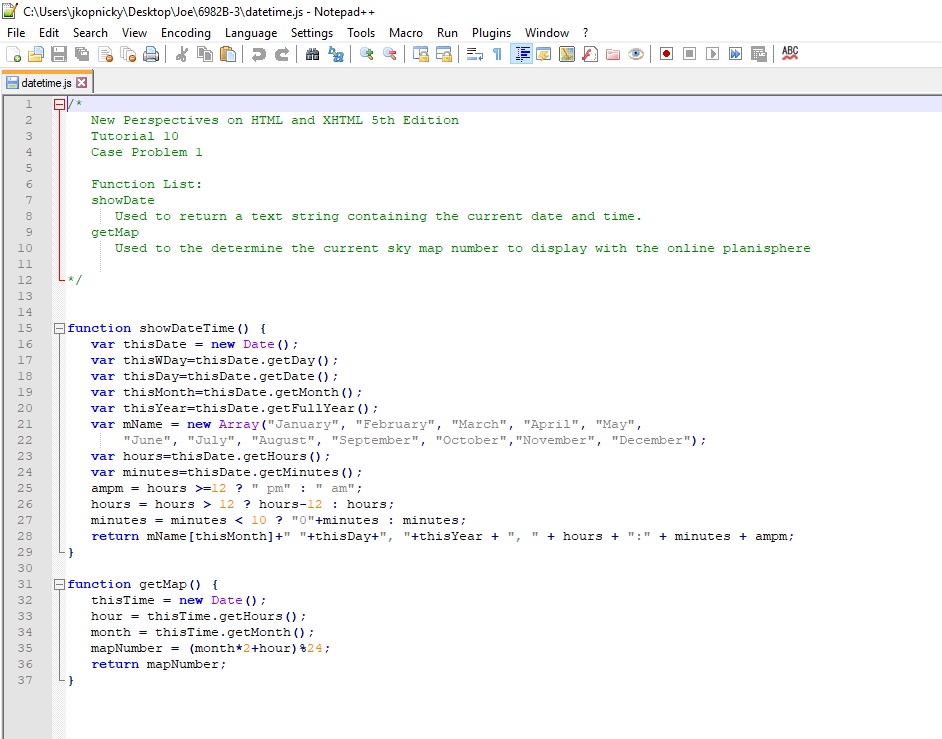 C:\Users\jkopnicky\Desktop\Joe\6982B-3\datetime.js - Notepad++
File Edit Search View Encoding Language Settings Tools Macro Run Plugins Window ?
ABC
datetime.js
1 /*
2 New Perspectives on HTML and XHTML 5th Edition
3 Tutorial 10
4 Case Problem 1
5
6 Function List:
7 showDate
8 Used to return a text string containing the current date and time.
9 getMap
10 Used to the determine the current sky map number to display with the online planisphere
11
12 */
13
14
15 function showDateTime() {
16 var thisDate = new Date();
17 var thisWDay=thisDate.getDay();
18 var thisDay=thisDate.getDate();
19 var thisMonth=thisDate.getMonth();
20 var thisYear=thisDate.getFullYear();
21 var mName = new Array("January", "February", "March", "April", "May",
22 "June", "July", "August", "September", "October","November", "December");
23 var hours=thisDate.getHours();
24 var minutes=thisDate.getMinutes();
25 ampm = hours >=12 ? " pm" : " am";
26 hours = hours > 12 ? hours-12 : hours;
27 minutes = minutes < 10 ? "0"+minutes : minutes;
28 return mName[thisMonth]+" "+thisDay+", "+thisYear + ", " + hours + ":" + minutes + ampm;
29 }
30
31 function getMap() {
32 thisTime = new Date();
33 hour = thisTime.getHours();
34 month = thisTime.getMonth();
35 mapNumber = (month*2+hour)%24;
36 return mapNumber;
37 }